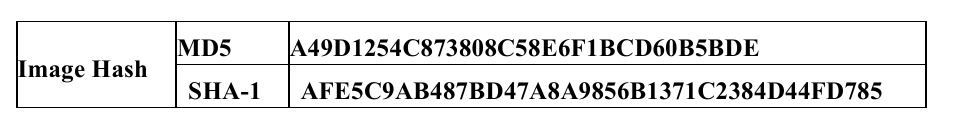 MD5 A49D1254C873808C58E6F1BCD60B5BDE
Image Hash
SHA-1 AFE5C9AB487BD47A8A9856B1371C2384D44FD785